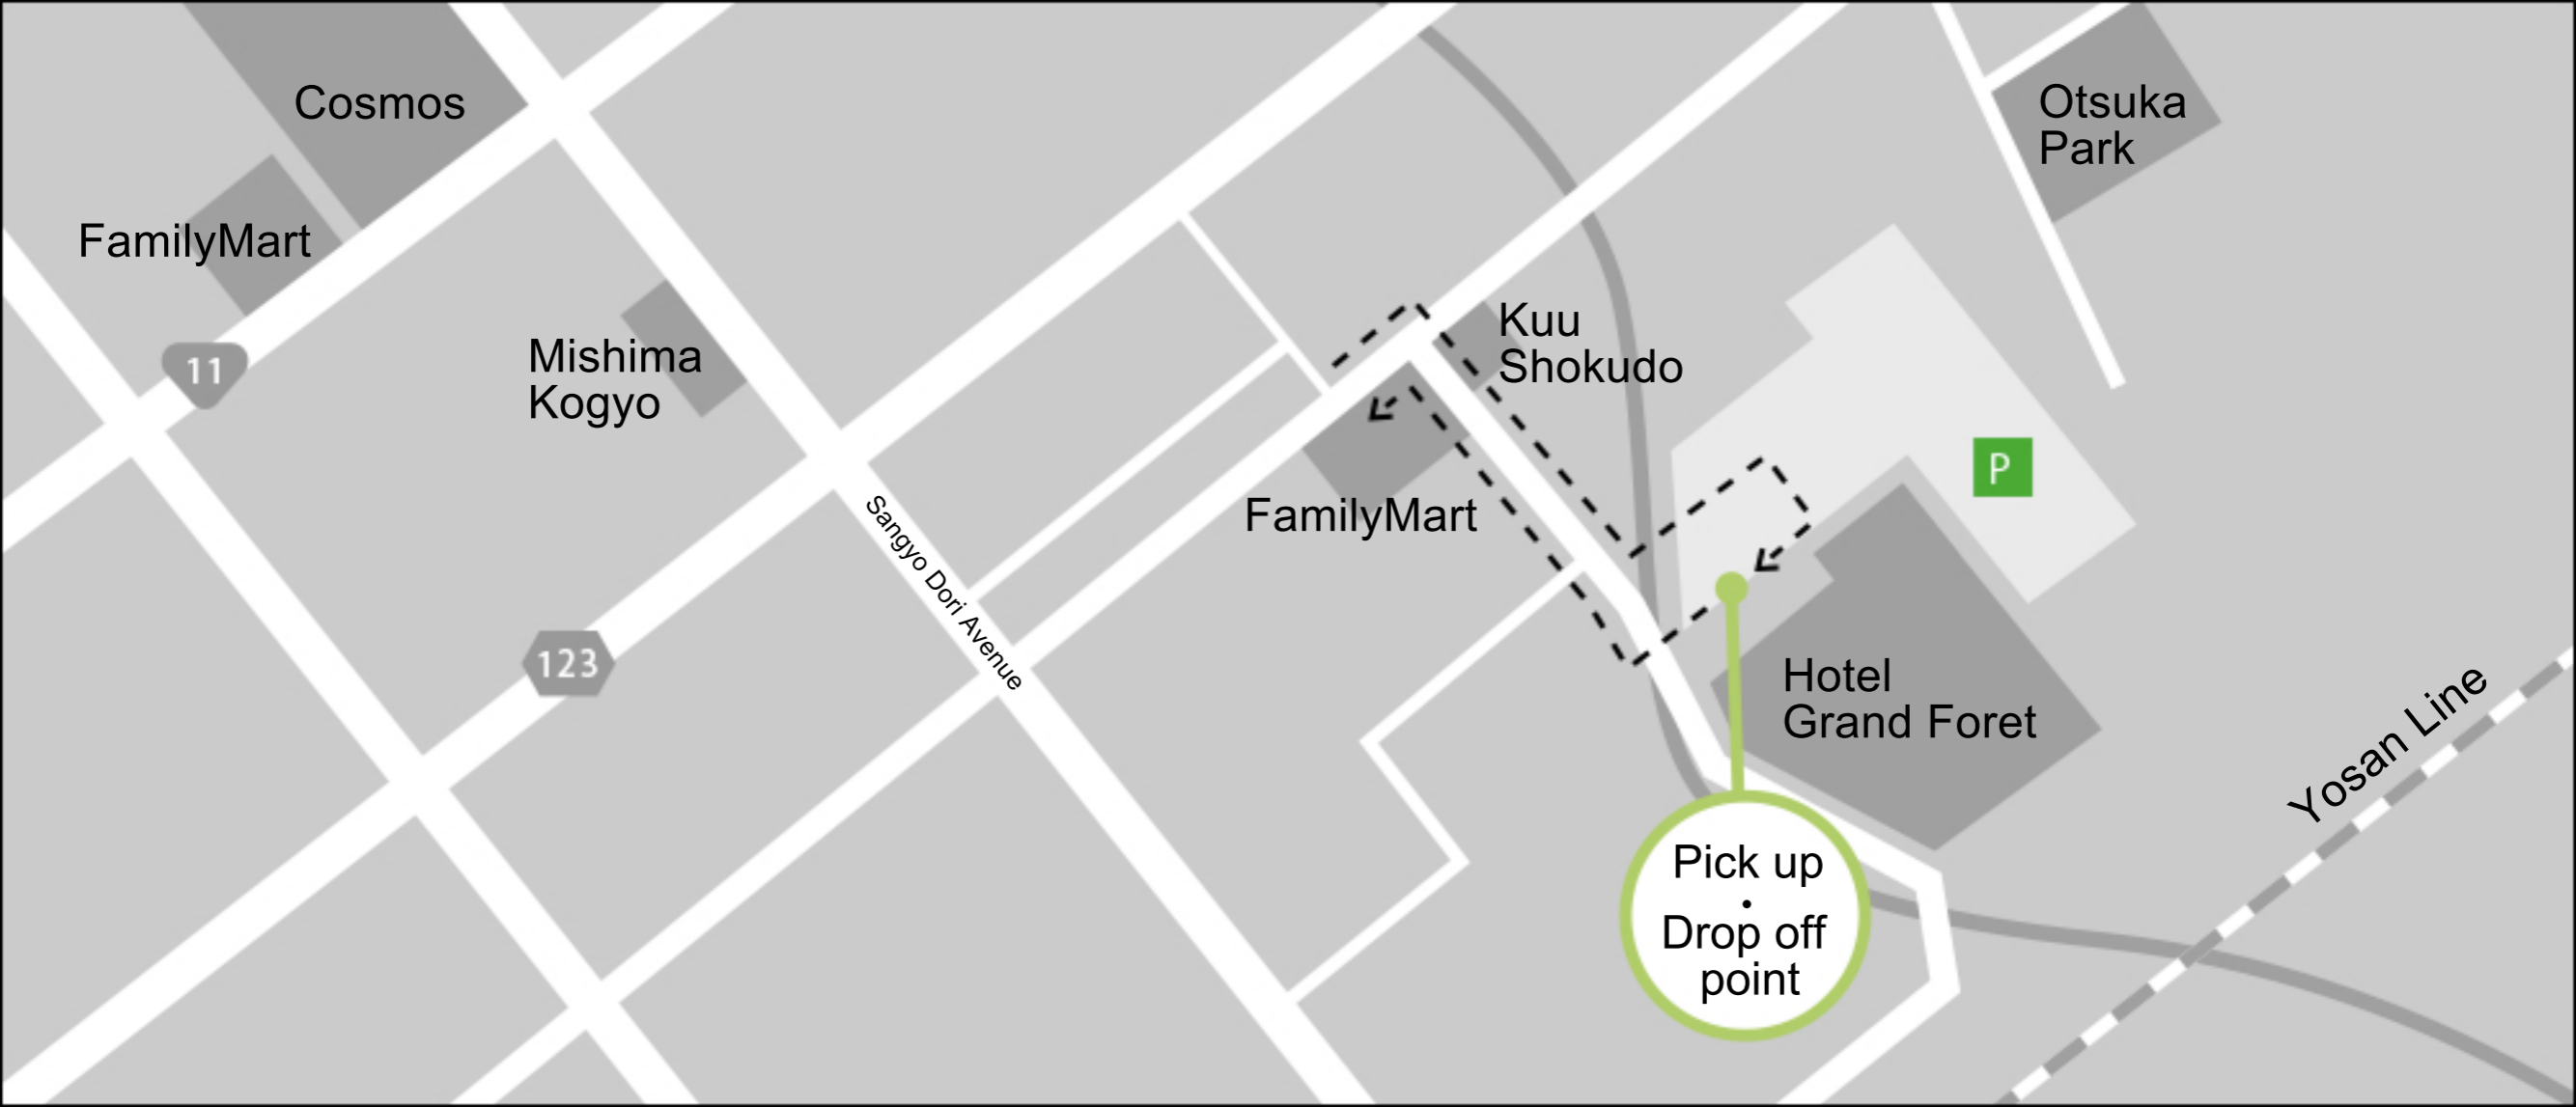 Cosmos
Otsuka
Park
FamilyMart
Kuu
Shokudo
11
Mishima
Kogyo
P
FamilyMart
Sangyo Dori Avenue
123
Hotel
Grand Foret
Yosan Line
Pick up
・
Drop off
point